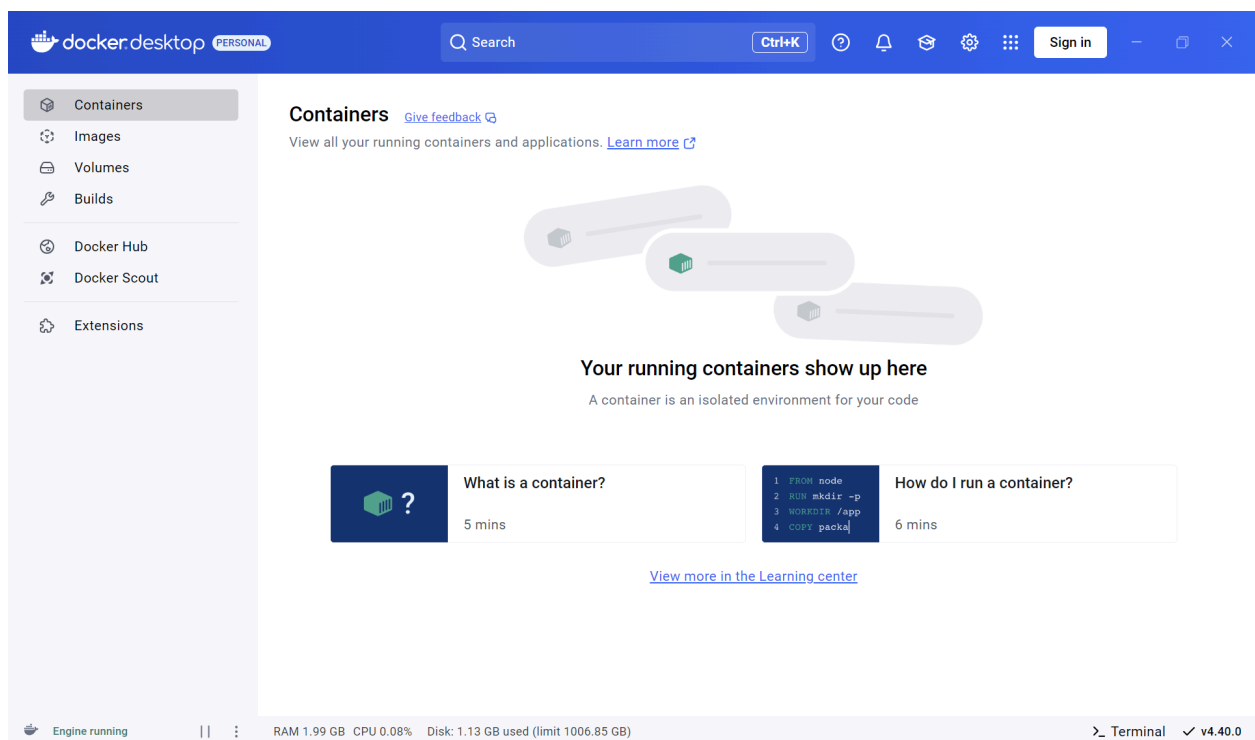 docker.desktop PERSONAL
Search
Ctrl+K
Sign in
Containers
Images
Volumes
Builds
Docker Hub
Docker Scout
Extensions
Containers Give feedback
View all your running containers and applications. Learn more
Your running containers show up here
A container is an isolated environment for your code
?
What is a container?
5 mins
1 FROM node
2 RUN mkdir -p
3 WORKDIR /app
4 COPY packa
How do I run a container?
6 mins
View more in the Learning center
Engine running
RAM 1.99 GB CPU 0.08% Disk: 1.13 GB used (limit 1006.85 GB)
>_ Terminal
v4.40.0